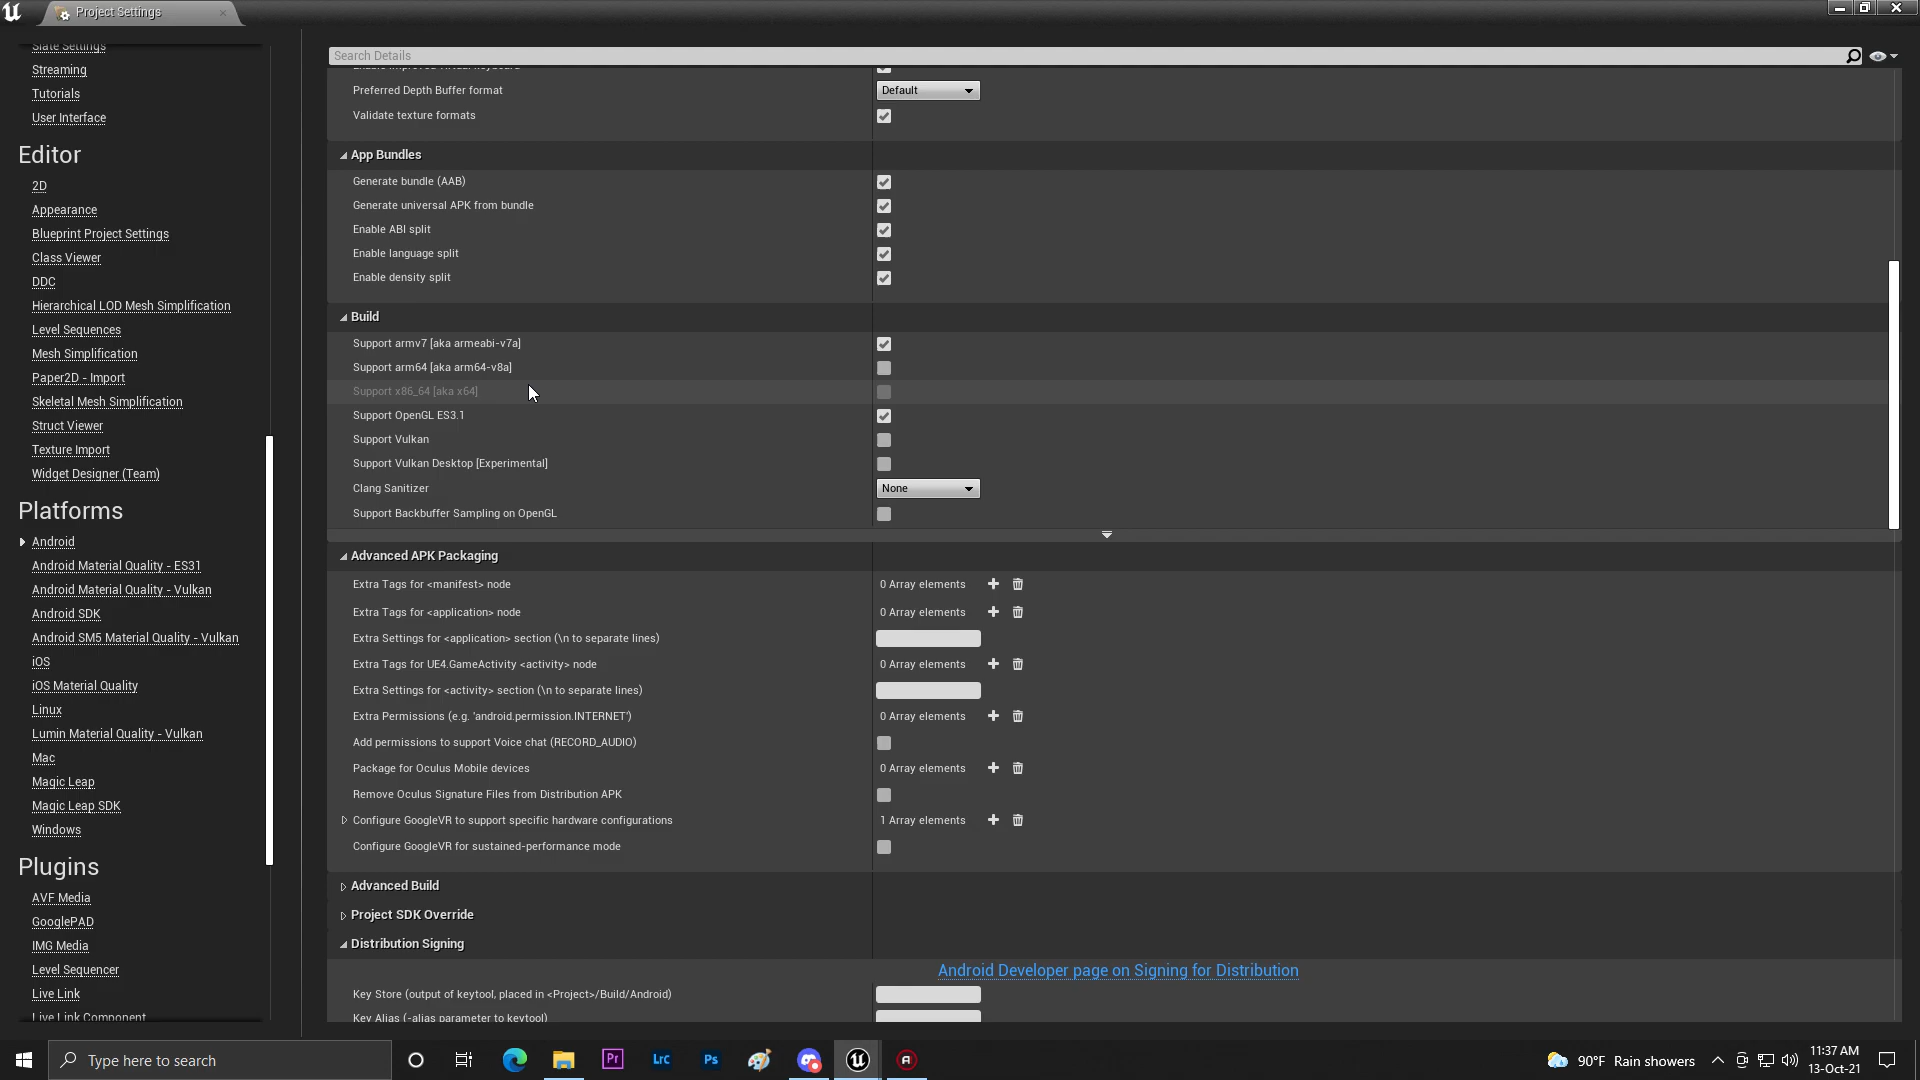 Project Settings
Slate Settings
Streaming
Tutorials
User Interface
Editor
2D
Appearance
Blueprint Project Settings
Class Viewer
DDC
Hierarchical LOD Mesh Simplification
Level Sequences
Mesh Simplification
Paper2D - Import
Skeletal Mesh Simplification
Struct Viewer
Texture Import
Widget Designer (Team)
Platforms
Android
Android Material Quality - ES31
Android Material Quality - Vulkan
Android SDK
Android SM5 Material Quality - Vulkan
iOS
iOS Material Quality
Linux
Lumin Material Quality - Vulkan
Mac
Magic Leap
Magic Leap SDK
Windows
Plugins
AVF Media
GooglePAD
IMG Media
Level Sequencer
Live Link
Live Link Component
Search Details
Enable improved virtual keyboard
Preferred Depth Buffer format Default
Validate texture formats
App Bundles
Generate bundle (AAB)
Generate universal APK from bundle
Enable ABI split
Enable language split
Enable density split
Build
Support armv7 [aka armeabi-v7a]
Support arm64 [aka arm64-v8a]
Support x86_64 [aka x64]
Support OpenGL ES3.1
Support Vulkan
Support Vulkan Desktop [Experimental]
Clang Sanitizer None
Support Backbuffer Sampling on OpenGL
Advanced APK Packaging
Extra Tags for <manifest> node 0 Array elements
Extra Tags for <application> node 0 Array elements
Extra Settings for <application> section (\n to separate lines)
Extra Tags for UE4.GameActivity <activity> node 0 Array elements
Extra Settings for <activity> section (\n to separate lines)
Extra Permissions (e.g. 'android.permission.INTERNET') 0 Array elements
Add permissions to support Voice chat (RECORD_AUDIO)
Package for Oculus Mobile devices 0 Array elements
Remove Oculus Signature Files from Distribution APK
Configure GoogleVR to support specific hardware configurations 1 Array elements
Configure GoogleVR for sustained-performance mode
Advanced Build
Project SDK Override
Distribution Signing
Android Developer page on Signing for Distribution
Key Store (output of keytool, placed in <Project>/Build/Android)
Key Alias (-alias parameter to keytool)
Type here to search
Pr
Lrc
Ps
90°F Rain showers
11:37 AM
13-Oct-21